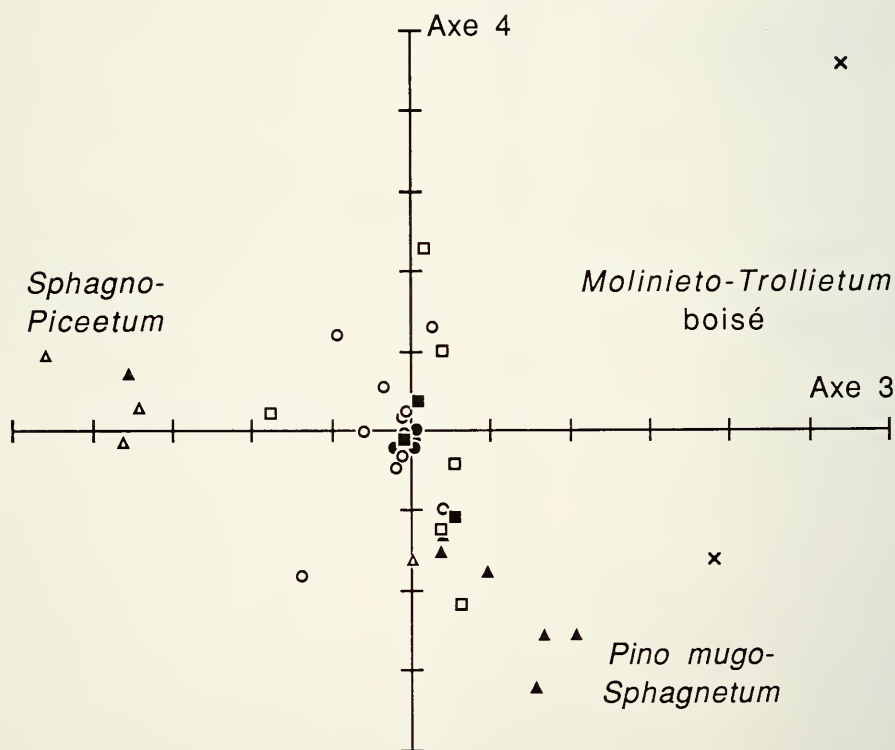 Axe 4
Sphagno-
Piceetum
Molinieto-Trollietum
boisé
Axe 3
Pino mugo-
Sphagnetum